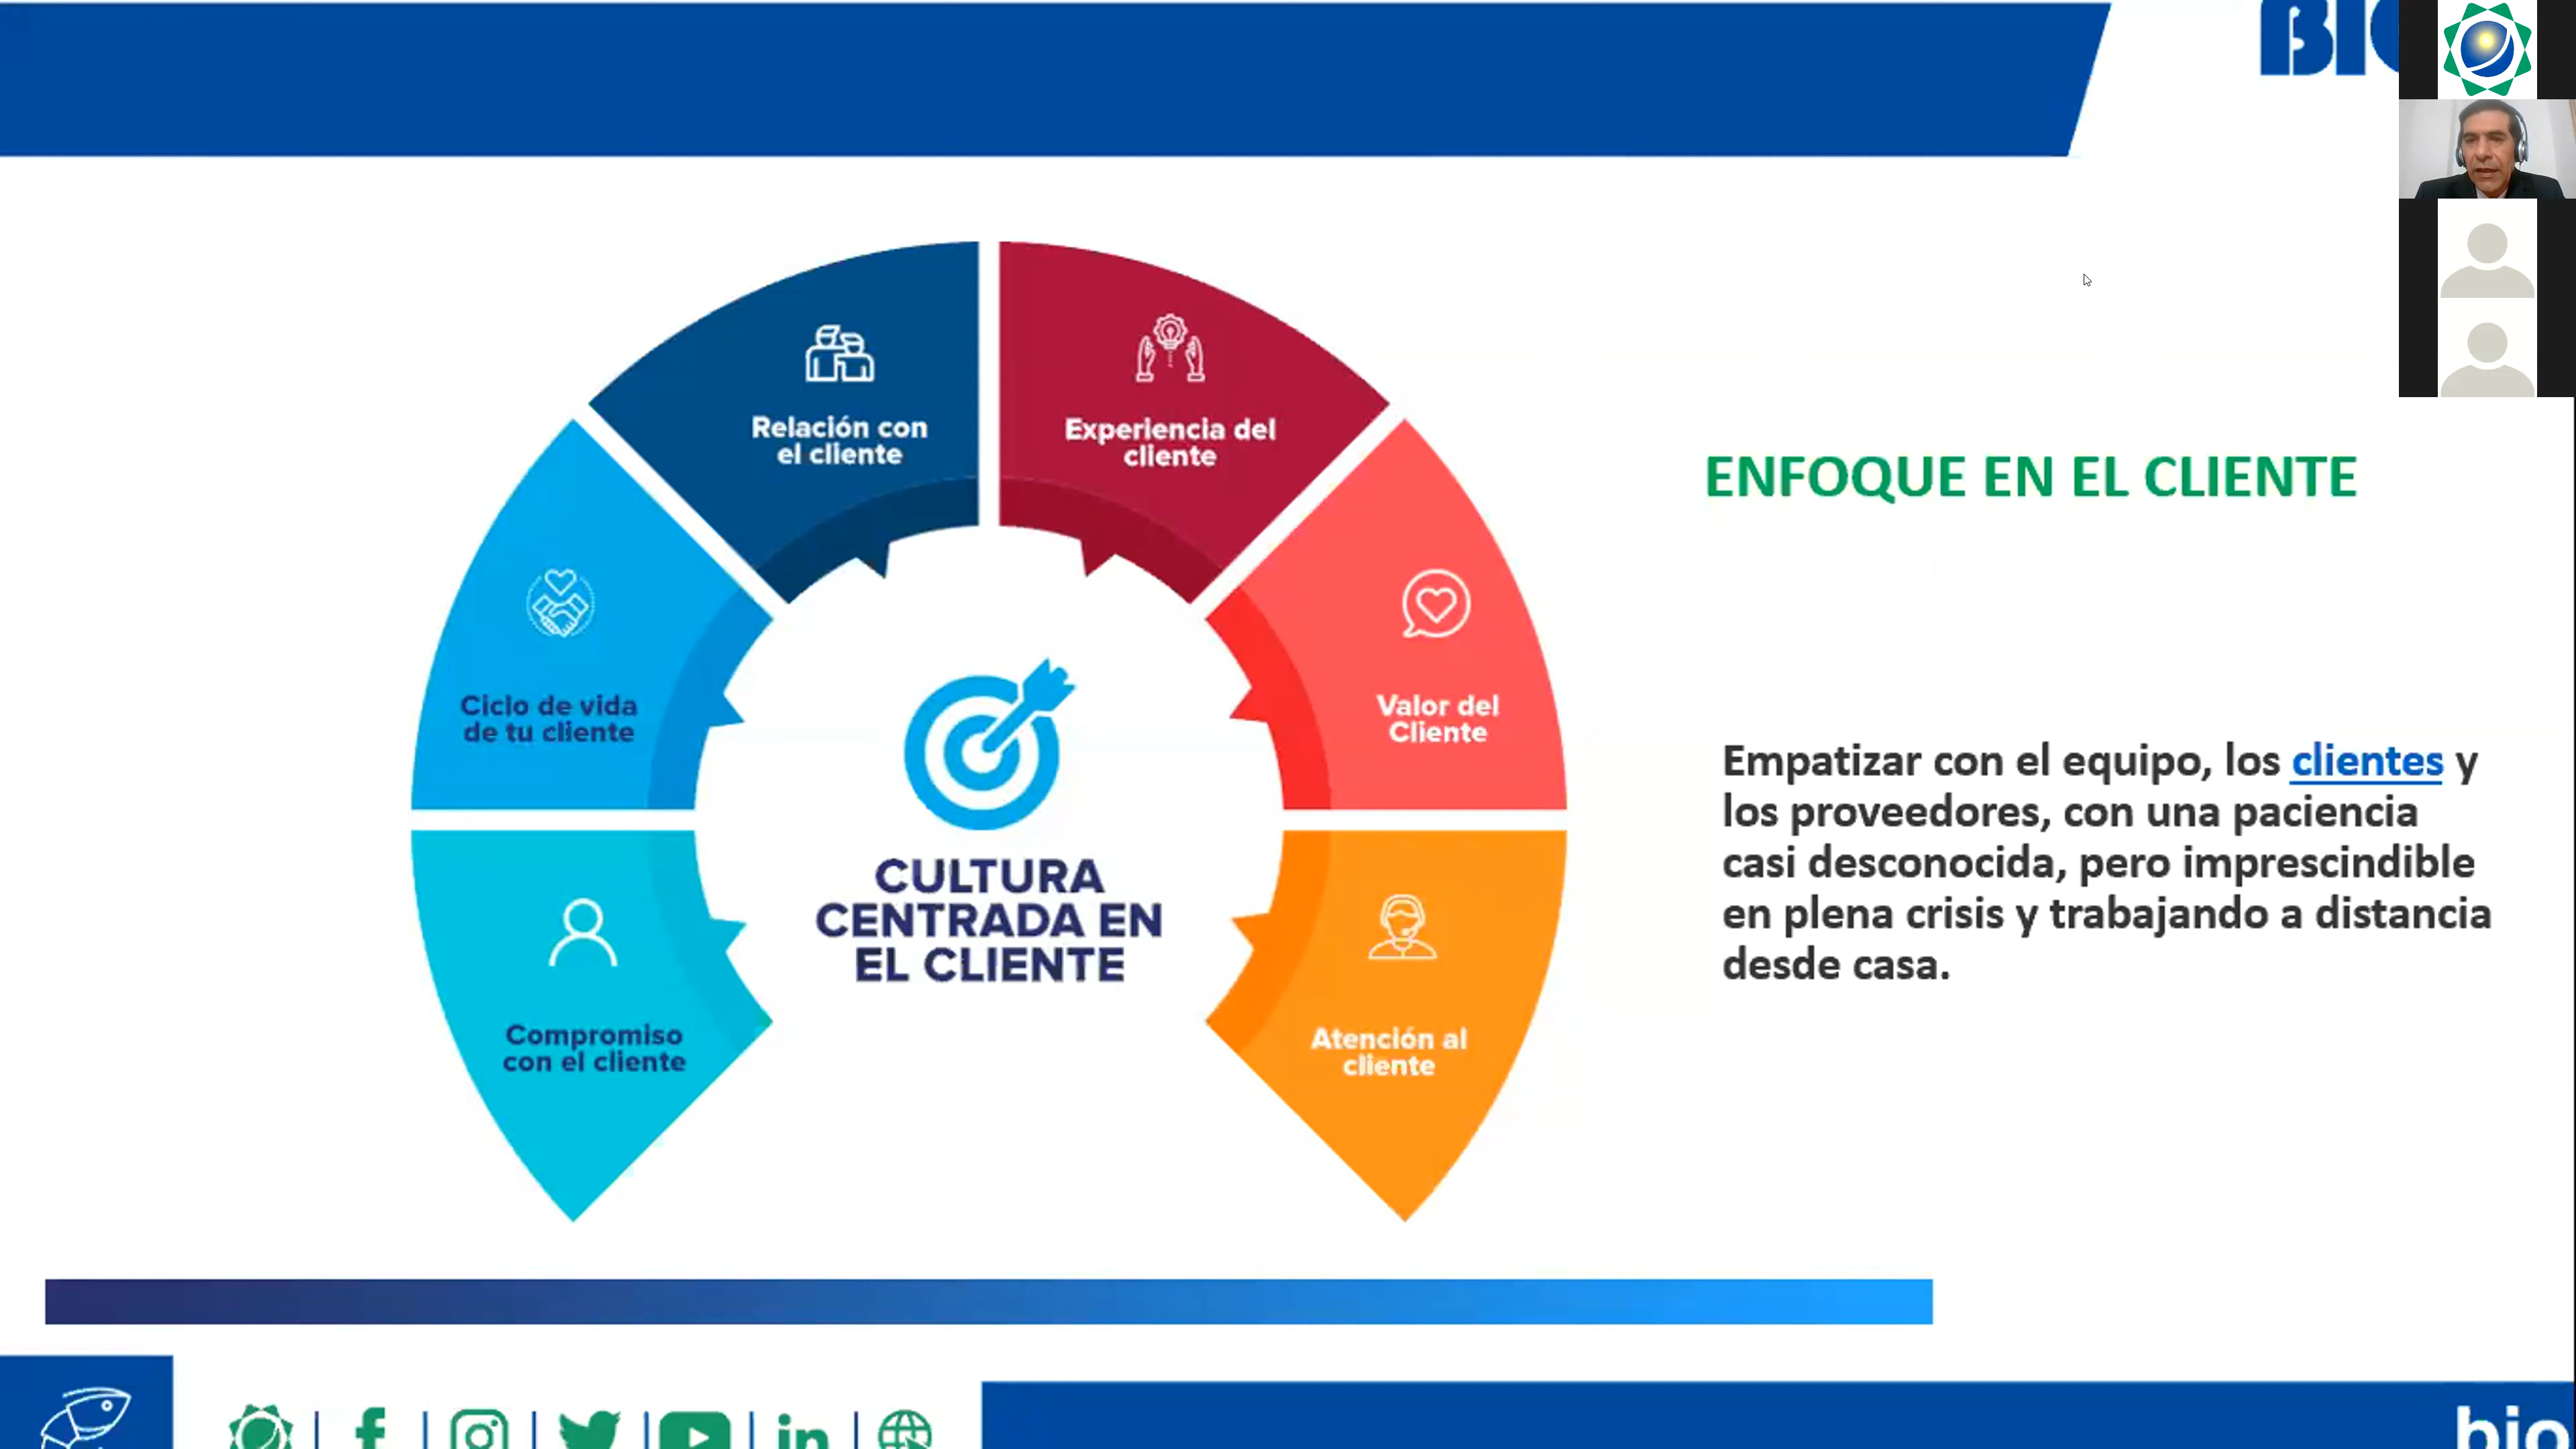 Relación con
el cliente
Experiencia del
cliente
Ciclo de vida
de tu cliente
Valor del
Cliente
Compromiso
con el cliente
Atención al
cliente
CULTURA
CENTRADA EN
EL CLIENTE
ENFOQUE EN EL CLIENTE
Empatizar con el equipo, los clientes y
los proveedores, con una paciencia
casi desconocida, pero imprescindible
en plena crisis y trabajando a distancia
desde casa.
bio